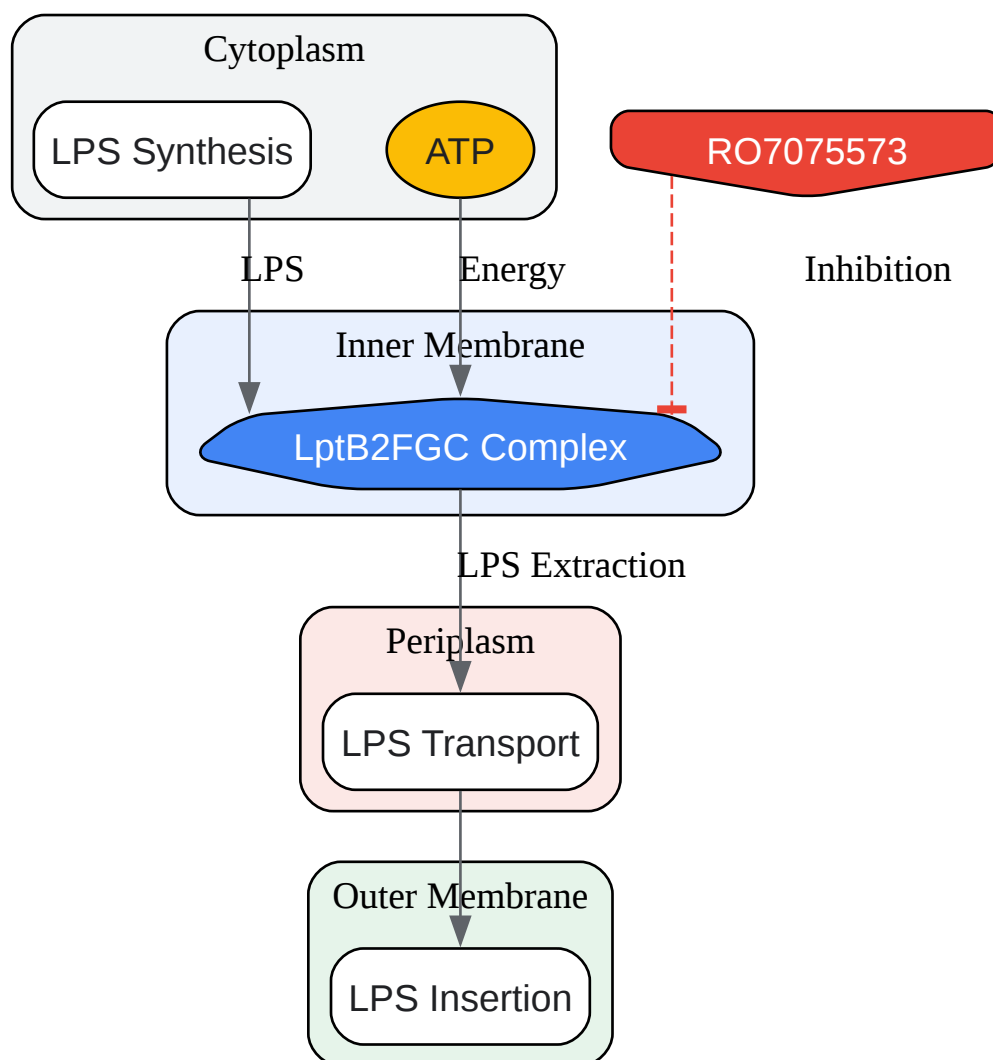 Cytoplasm
LPS Synthesis
ATP
RO7075573
LPS
Energy
Inhibition
Inner Membrane
LptB2FGC Complex
LPS Extraction
Periplasm
LPS Transport
Outer Membrane
LPS Insertion